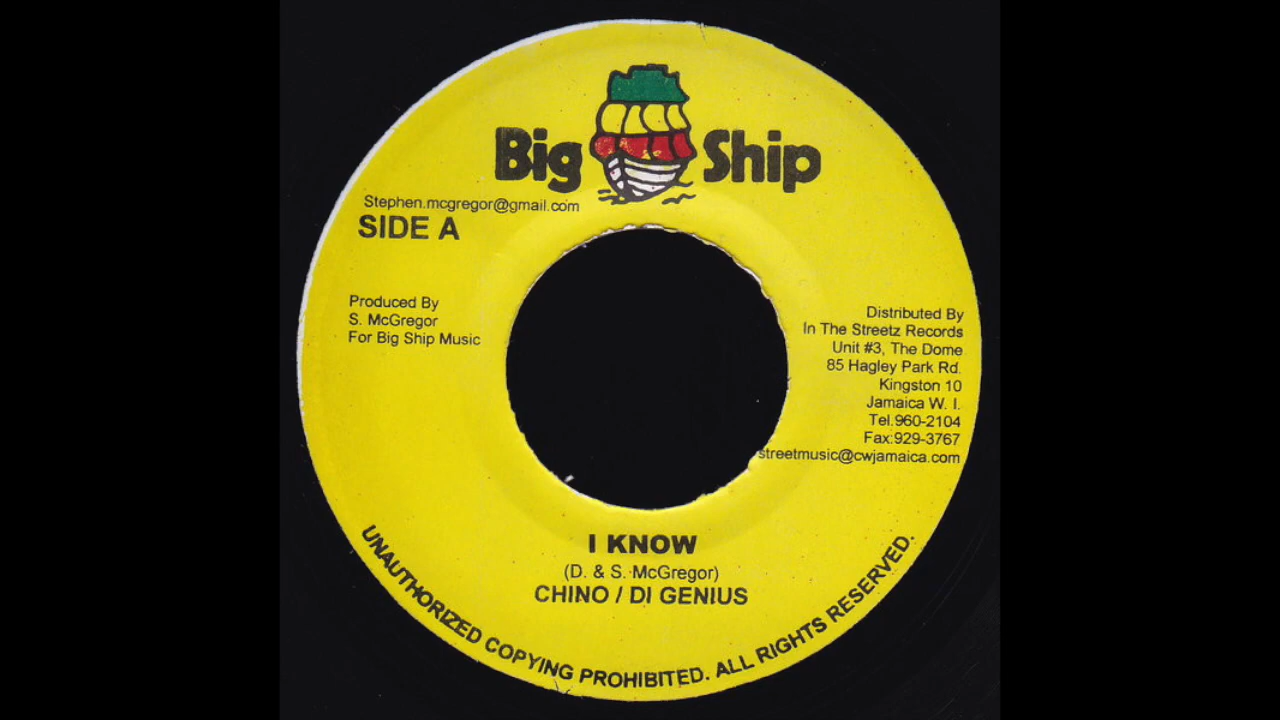 Big Ship
Stephen.mcgregor@gmail.com
SIDE A
Produced By
S. McGregor
For Big Ship Music
Distributed By
In The Streetz Records
Unit #3, The Dome
85 Hagley Park Rd.
Kingston 10
Jamaica W. I.
Tel.960-2104
Fax:929-3767
streetmusic@cwjamaica.com
I KNOW
(D. & S. McGregor)
CHINO / DI GENIUS
UNAUTHORIZED COPYING PROHIBITED. ALL RIGHTS RESERVED.